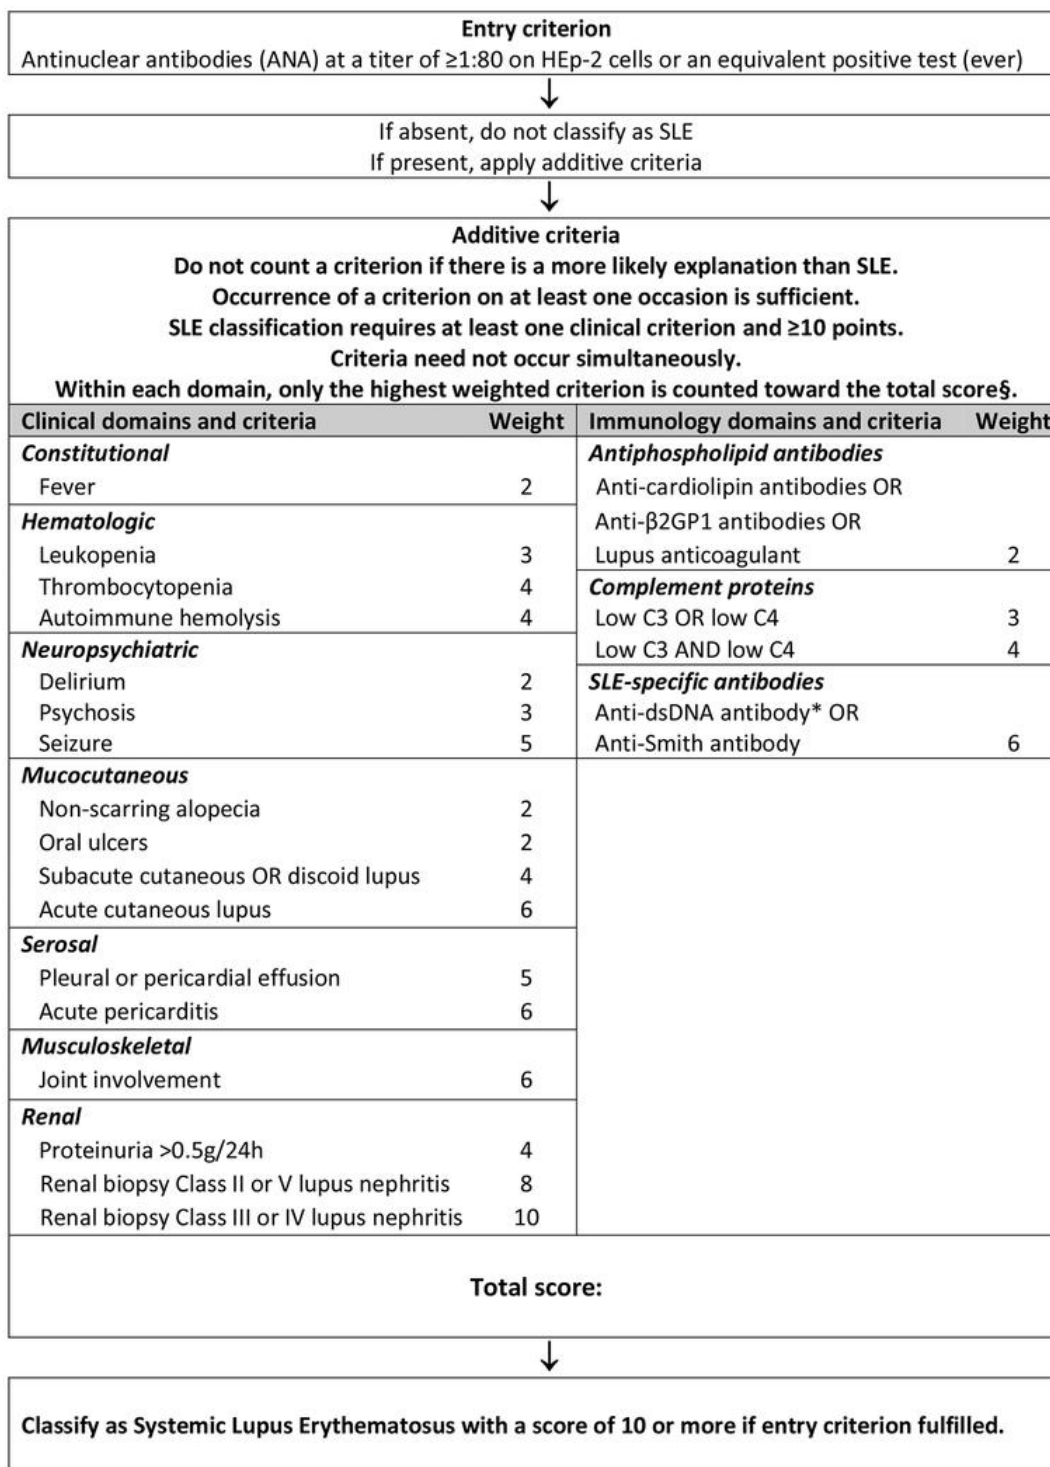 Entry criterion
Antinuclear antibodies (ANA) at a titer of ≥1:80 on HEp-2 cells or an equivalent positive test (ever)
↓
If absent, do not classify as SLE
If present, apply additive criteria
↓
Additive criteria
Do not count a criterion if there is a more likely explanation than SLE.
Occurrence of a criterion on at least one occasion is sufficient.
SLE classification requires at least one clinical criterion and ≥10 points.
Criteria need not occur simultaneously.
Within each domain, only the highest weighted criterion is counted toward the total score§.
Clinical domains and criteria Weight
Constitutional
Fever 2
Hematologic
Leukopenia 3
Thrombocytopenia 4
Autoimmune hemolysis 4
Neuropsychiatric
Delirium 2
Psychosis 3
Seizure 5
Mucocutaneous
Non-scarring alopecia 2
Oral ulcers 2
Subacute cutaneous OR discoid lupus 4
Acute cutaneous lupus 6
Serosal
Pleural or pericardial effusion 5
Acute pericarditis 6
Musculoskeletal
Joint involvement 6
Renal
Proteinuria >0.5g/24h 4
Renal biopsy Class II or V lupus nephritis 8
Renal biopsy Class III or IV lupus nephritis 10
Immunology domains and criteria Weight
Antiphospholipid antibodies
Anti-cardiolipin antibodies OR
Anti-β2GP1 antibodies OR
Lupus anticoagulant 2
Complement proteins
Low C3 OR low C4 3
Low C3 AND low C4 4
SLE-specific antibodies
Anti-dsDNA antibody* OR
Anti-Smith antibody 6
Total score:
↓
Classify as Systemic Lupus Erythematosus with a score of 10 or more if entry criterion fulfilled.